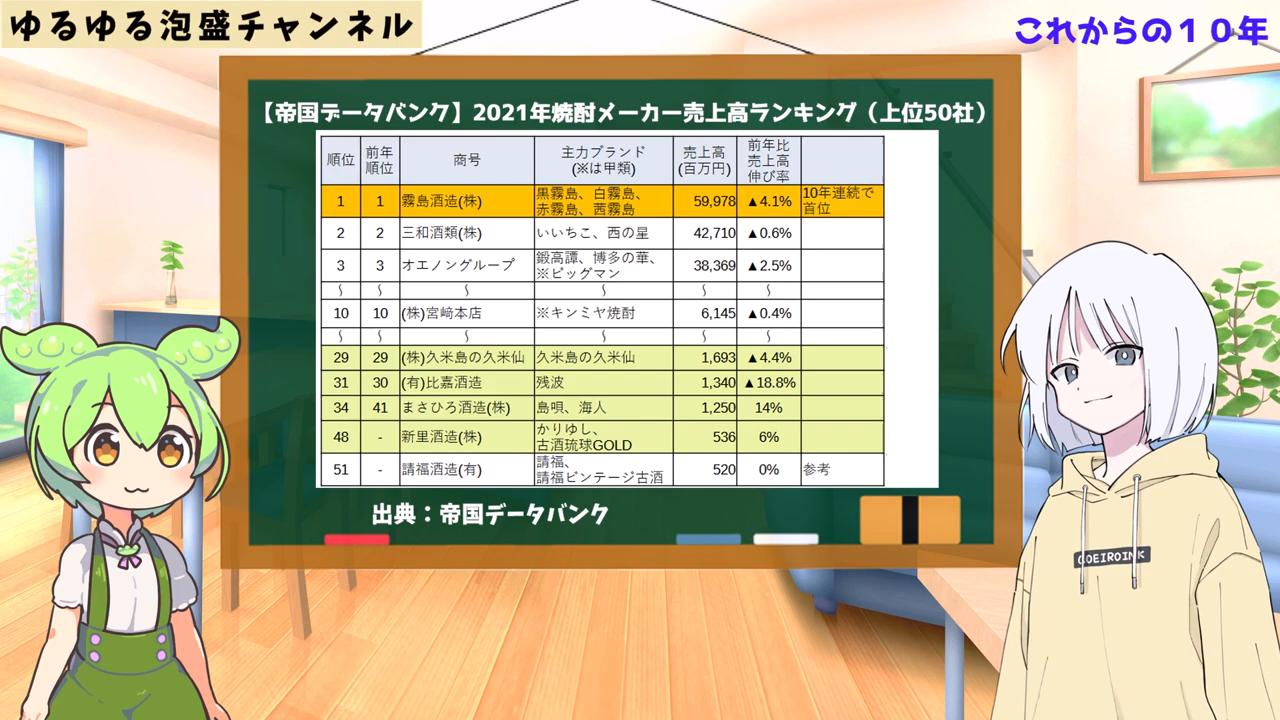 ゆるゆる泡盛チャンネル
これからの１０年
【帝国データバンク】2021年焼酎メーカー売上高ランキング（上位50社）
順位 前年順位 商号 主力ブランド(※は甲類) 売上高(百万円) 前年比売上高伸び率
1 1 霧島酒造(株) 黒霧島、白霧島、赤霧島、茜霧島 59,978 ▲4.1% 10年連続で首位
2 2 三和酒類(株) いいちこ、西の星 42,710 ▲0.6%
3 3 オエノングループ 鍛高譚、博多の華、※ビッグマン 38,369 ▲2.5%
～ ～ ～ ～ ～ ～
10 10 (株)宮﨑本店 ※キンミヤ焼酎 6,145 ▲0.4%
～ ～ ～ ～ ～ ～
29 29 (株)久米島の久米仙 久米島の久米仙 1,693 ▲4.4%
31 30 (有)比嘉酒造 残波 1,340 ▲18.8%
34 41 まさひろ酒造(株) 島唄、海人 1,250 14%
48 - 新里酒造(株) かりゆし、古酒琉球GOLD 536 6%
51 - 請福酒造(有) 請福、請福ビンテージ古酒 520 0% 参考
出典：帝国データバンク
COEIROINK